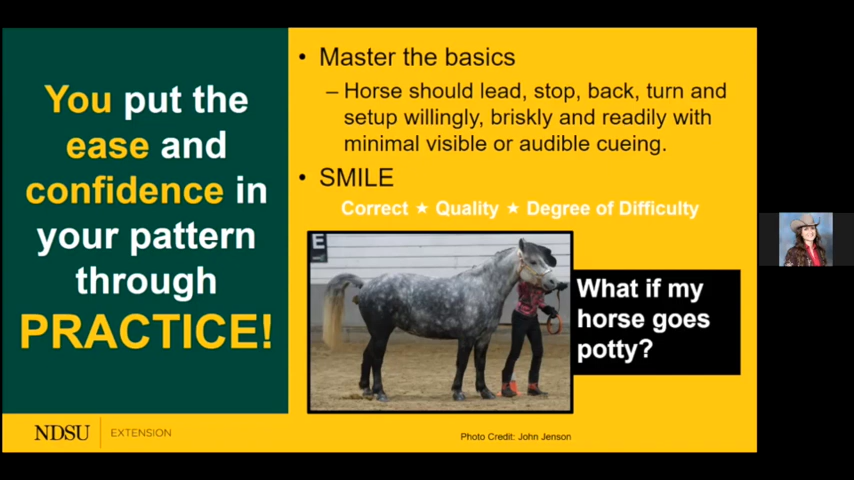 You put the
ease and
confidence in
your pattern
through
PRACTICE!
• Master the basics
– Horse should lead, stop, back, turn and
setup willingly, briskly and readily with
minimal visible or audible cueing.
• SMILE
Correct ★ Quality ★ Degree of Difficulty
E
What if my
horse goes
potty?
NDSU | EXTENSION
Photo Credit: John Jenson